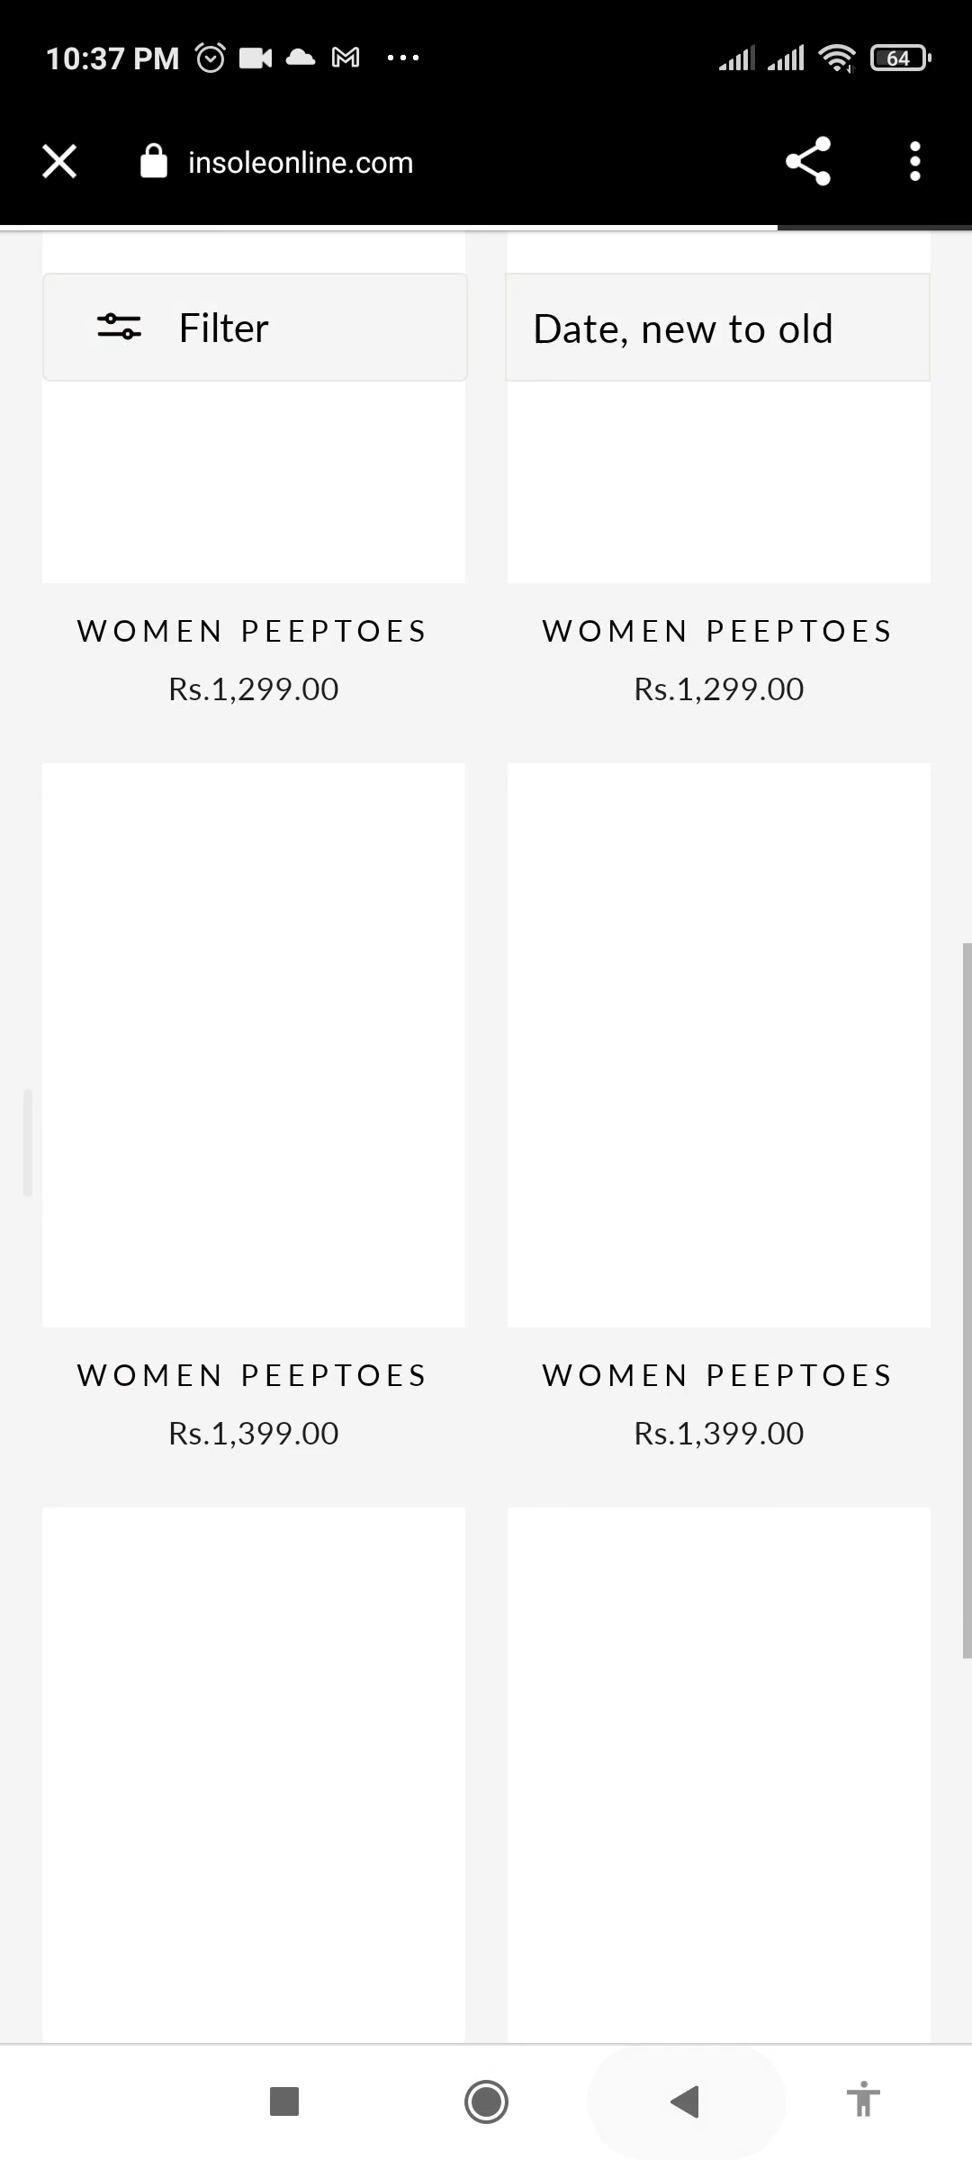 10:37 PM ... 64
insoleonline.com
Filter
Date, new to old
WOMEN PEEPTOES
Rs.1,299.00
WOMEN PEEPTOES
Rs.1,299.00
WOMEN PEEPTOES
Rs.1,399.00
WOMEN PEEPTOES
Rs.1,399.00